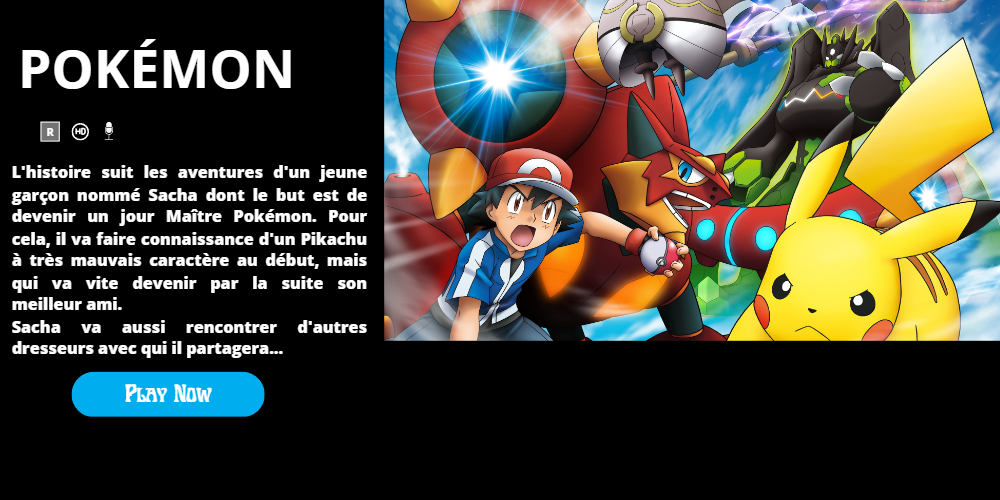 POKÉMON
R HD
L'histoire suit les aventures d'un jeune
garçon nommé Sacha dont le but est de
devenir un jour Maître Pokémon. Pour
cela, il va faire connaissance d'un Pikachu
à très mauvais caractère au début, mais
qui va vite devenir par la suite son
meilleur ami.
Sacha va aussi rencontrer d'autres
dresseurs avec qui il partagera...
Play Now